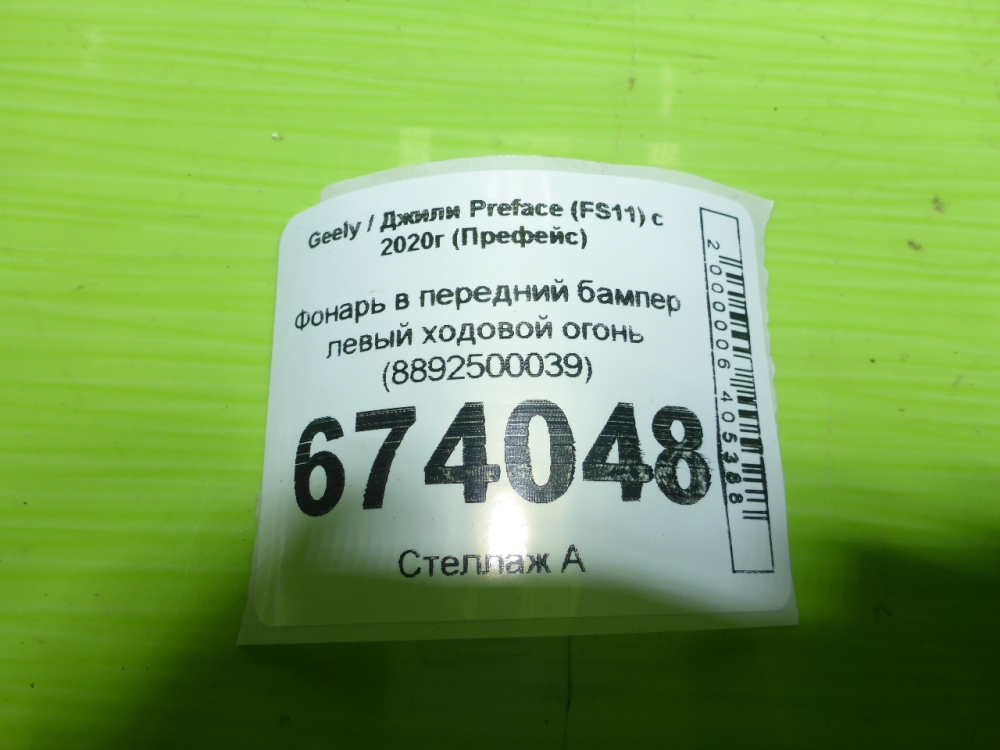 Geely / Джили Preface (FS11) с
2020г (Префейс)
Фонарь в передний бампер
левый ходовой огонь
(8892500039)
674048
Стеллаж А
2000006405388